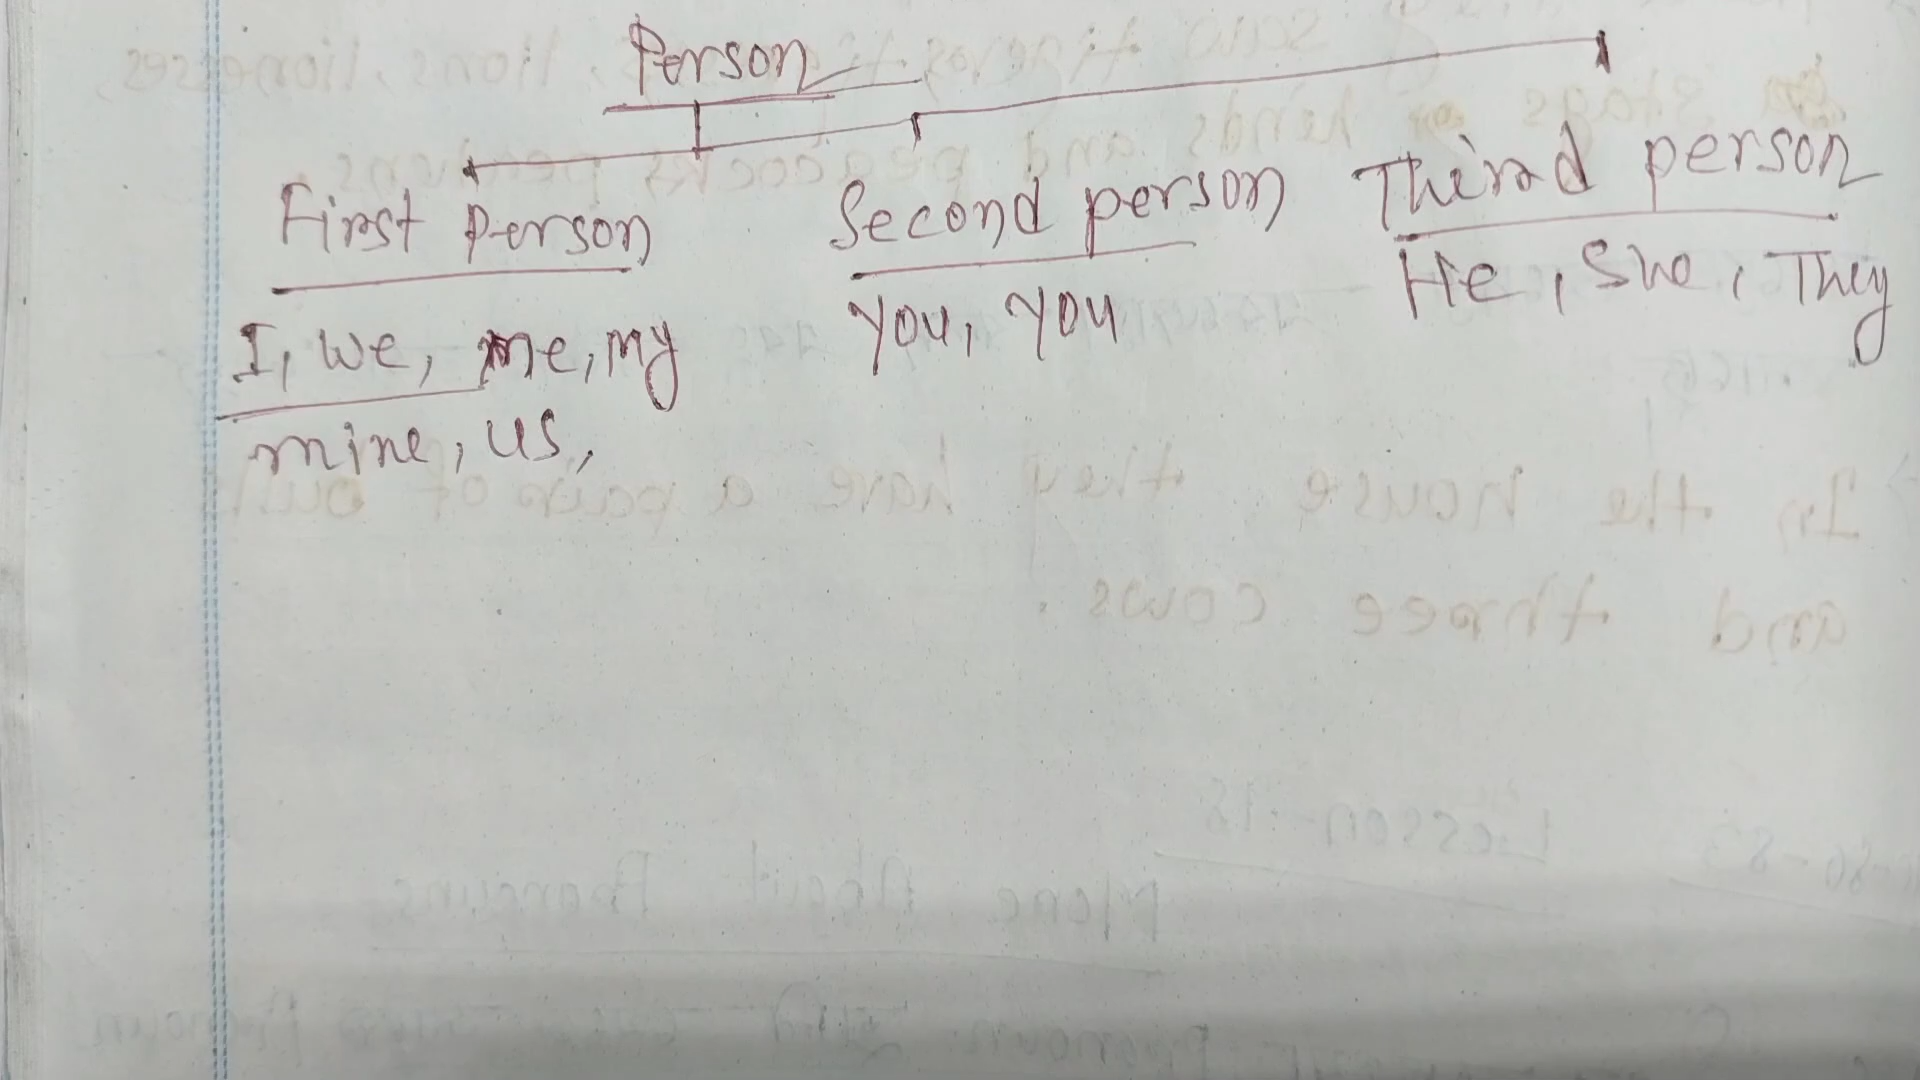 Person
First Person Second person Third person
I, we, me, my You, You He, She, They
mine, us,